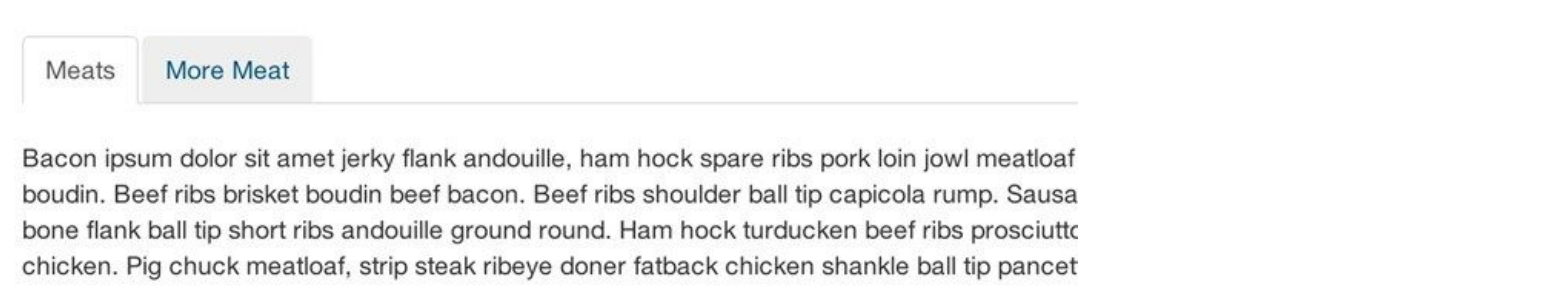 Meats More Meat
Bacon ipsum dolor sit amet jerky flank andouille, ham hock spare ribs pork loin jowl meatloaf
boudin. Beef ribs brisket boudin beef bacon. Beef ribs shoulder ball tip capicola rump. Sausa
bone flank ball tip short ribs andouille ground round. Ham hock turducken beef ribs prosciutto
chicken. Pig chuck meatloaf, strip steak ribeye doner fatback chicken shankle ball tip pancet